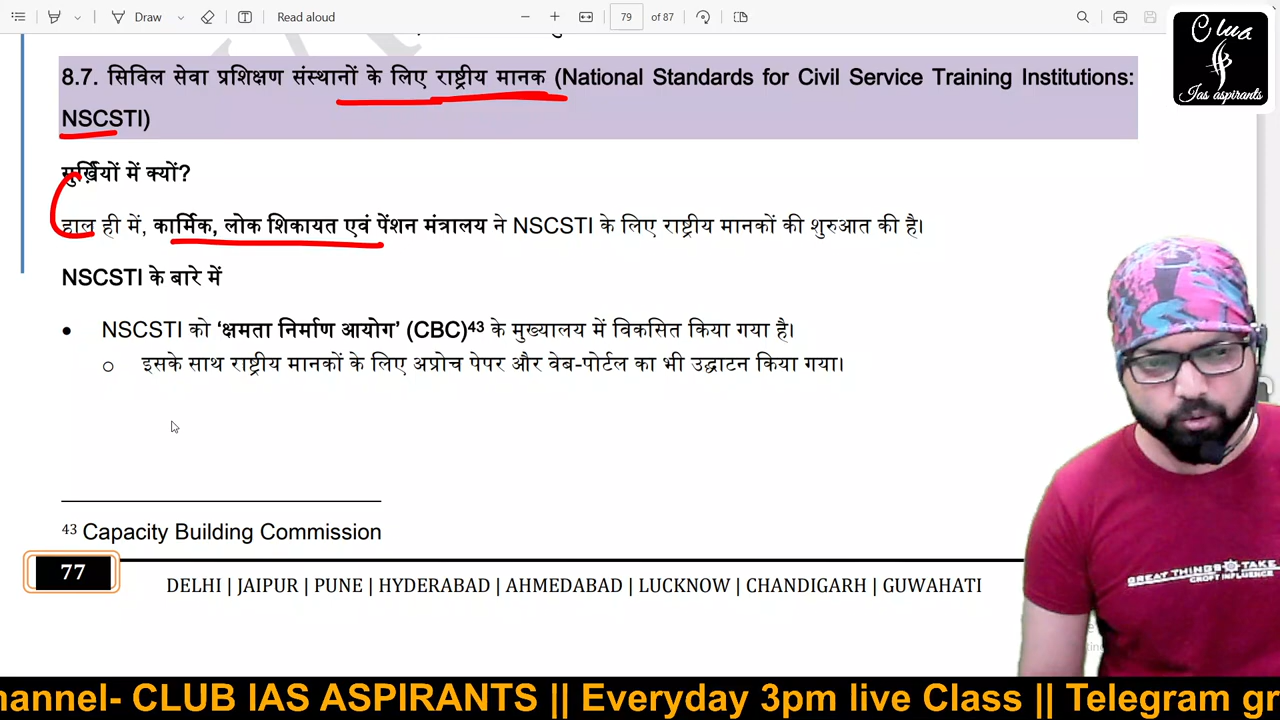 Draw
Read aloud
79 of 87
Clua
Ias aspirants
8.7. सिविल सेवा प्रशिक्षण संस्थानों के लिए राष्ट्रीय मानक (National Standards for Civil Service Training Institutions:
NSCSTI)
सुर्ख़ियों में क्यों?
हाल ही में, कार्मिक, लोक शिकायत एवं पेंशन मंत्रालय ने NSCSTI के लिए राष्ट्रीय मानकों की शुरुआत की है।
NSCSTI के बारे में
• NSCSTI को ‘क्षमता निर्माण आयोग’ (CBC)43 के मुख्यालय में विकसित किया गया है।
o इसके साथ राष्ट्रीय मानकों के लिए अप्रोच पेपर और वेब-पोर्टल का भी उद्घाटन किया गया।
43 Capacity Building Commission
77
DELHI | JAIPUR | PUNE | HYDERABAD | AHMEDABAD | LUCKNOW | CHANDIGARH | GUWAHATI
GREAT THINGS TAKE
hannel- CLUB IAS ASPIRANTS || Everyday 3pm live Class || Telegram gr